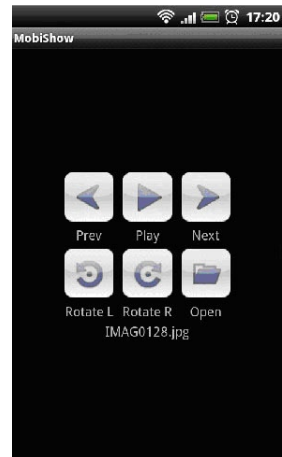 17:20
MobiShow
Prev Play Next
Rotate L Rotate R Open
IMAG0128.jpg